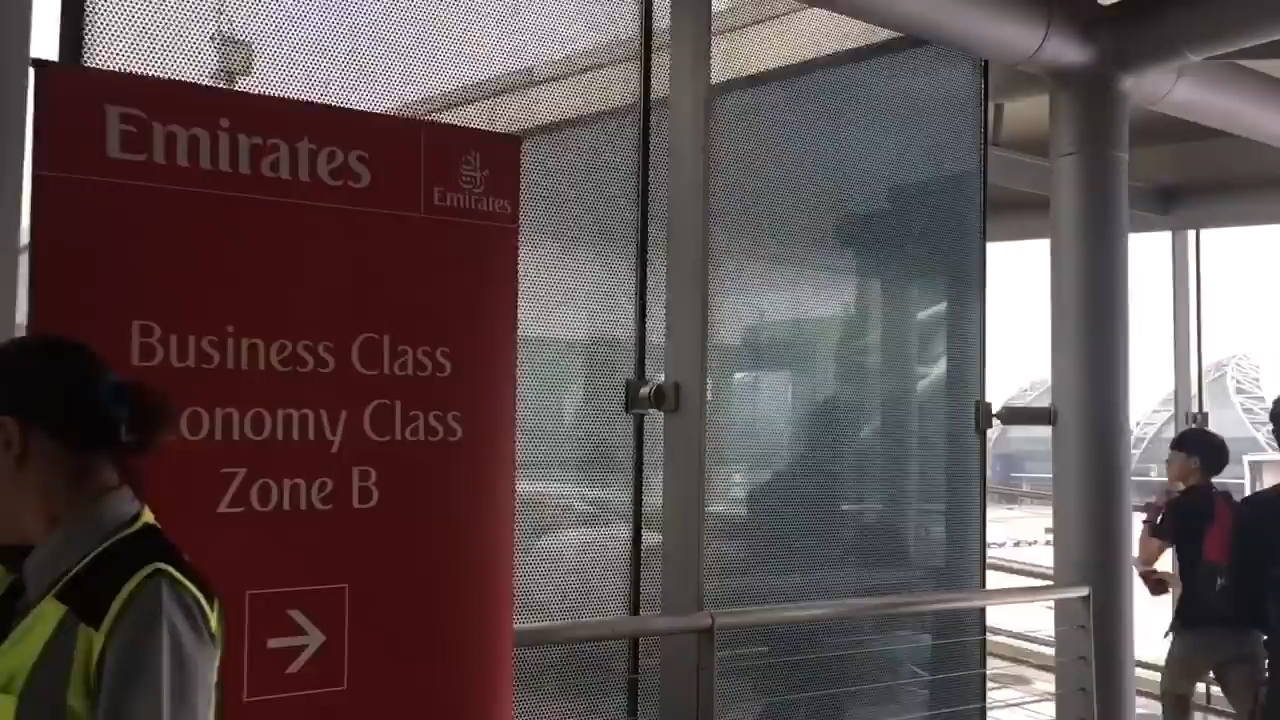 Emirates
Emirates
Business Class
onomy Class
Zone B